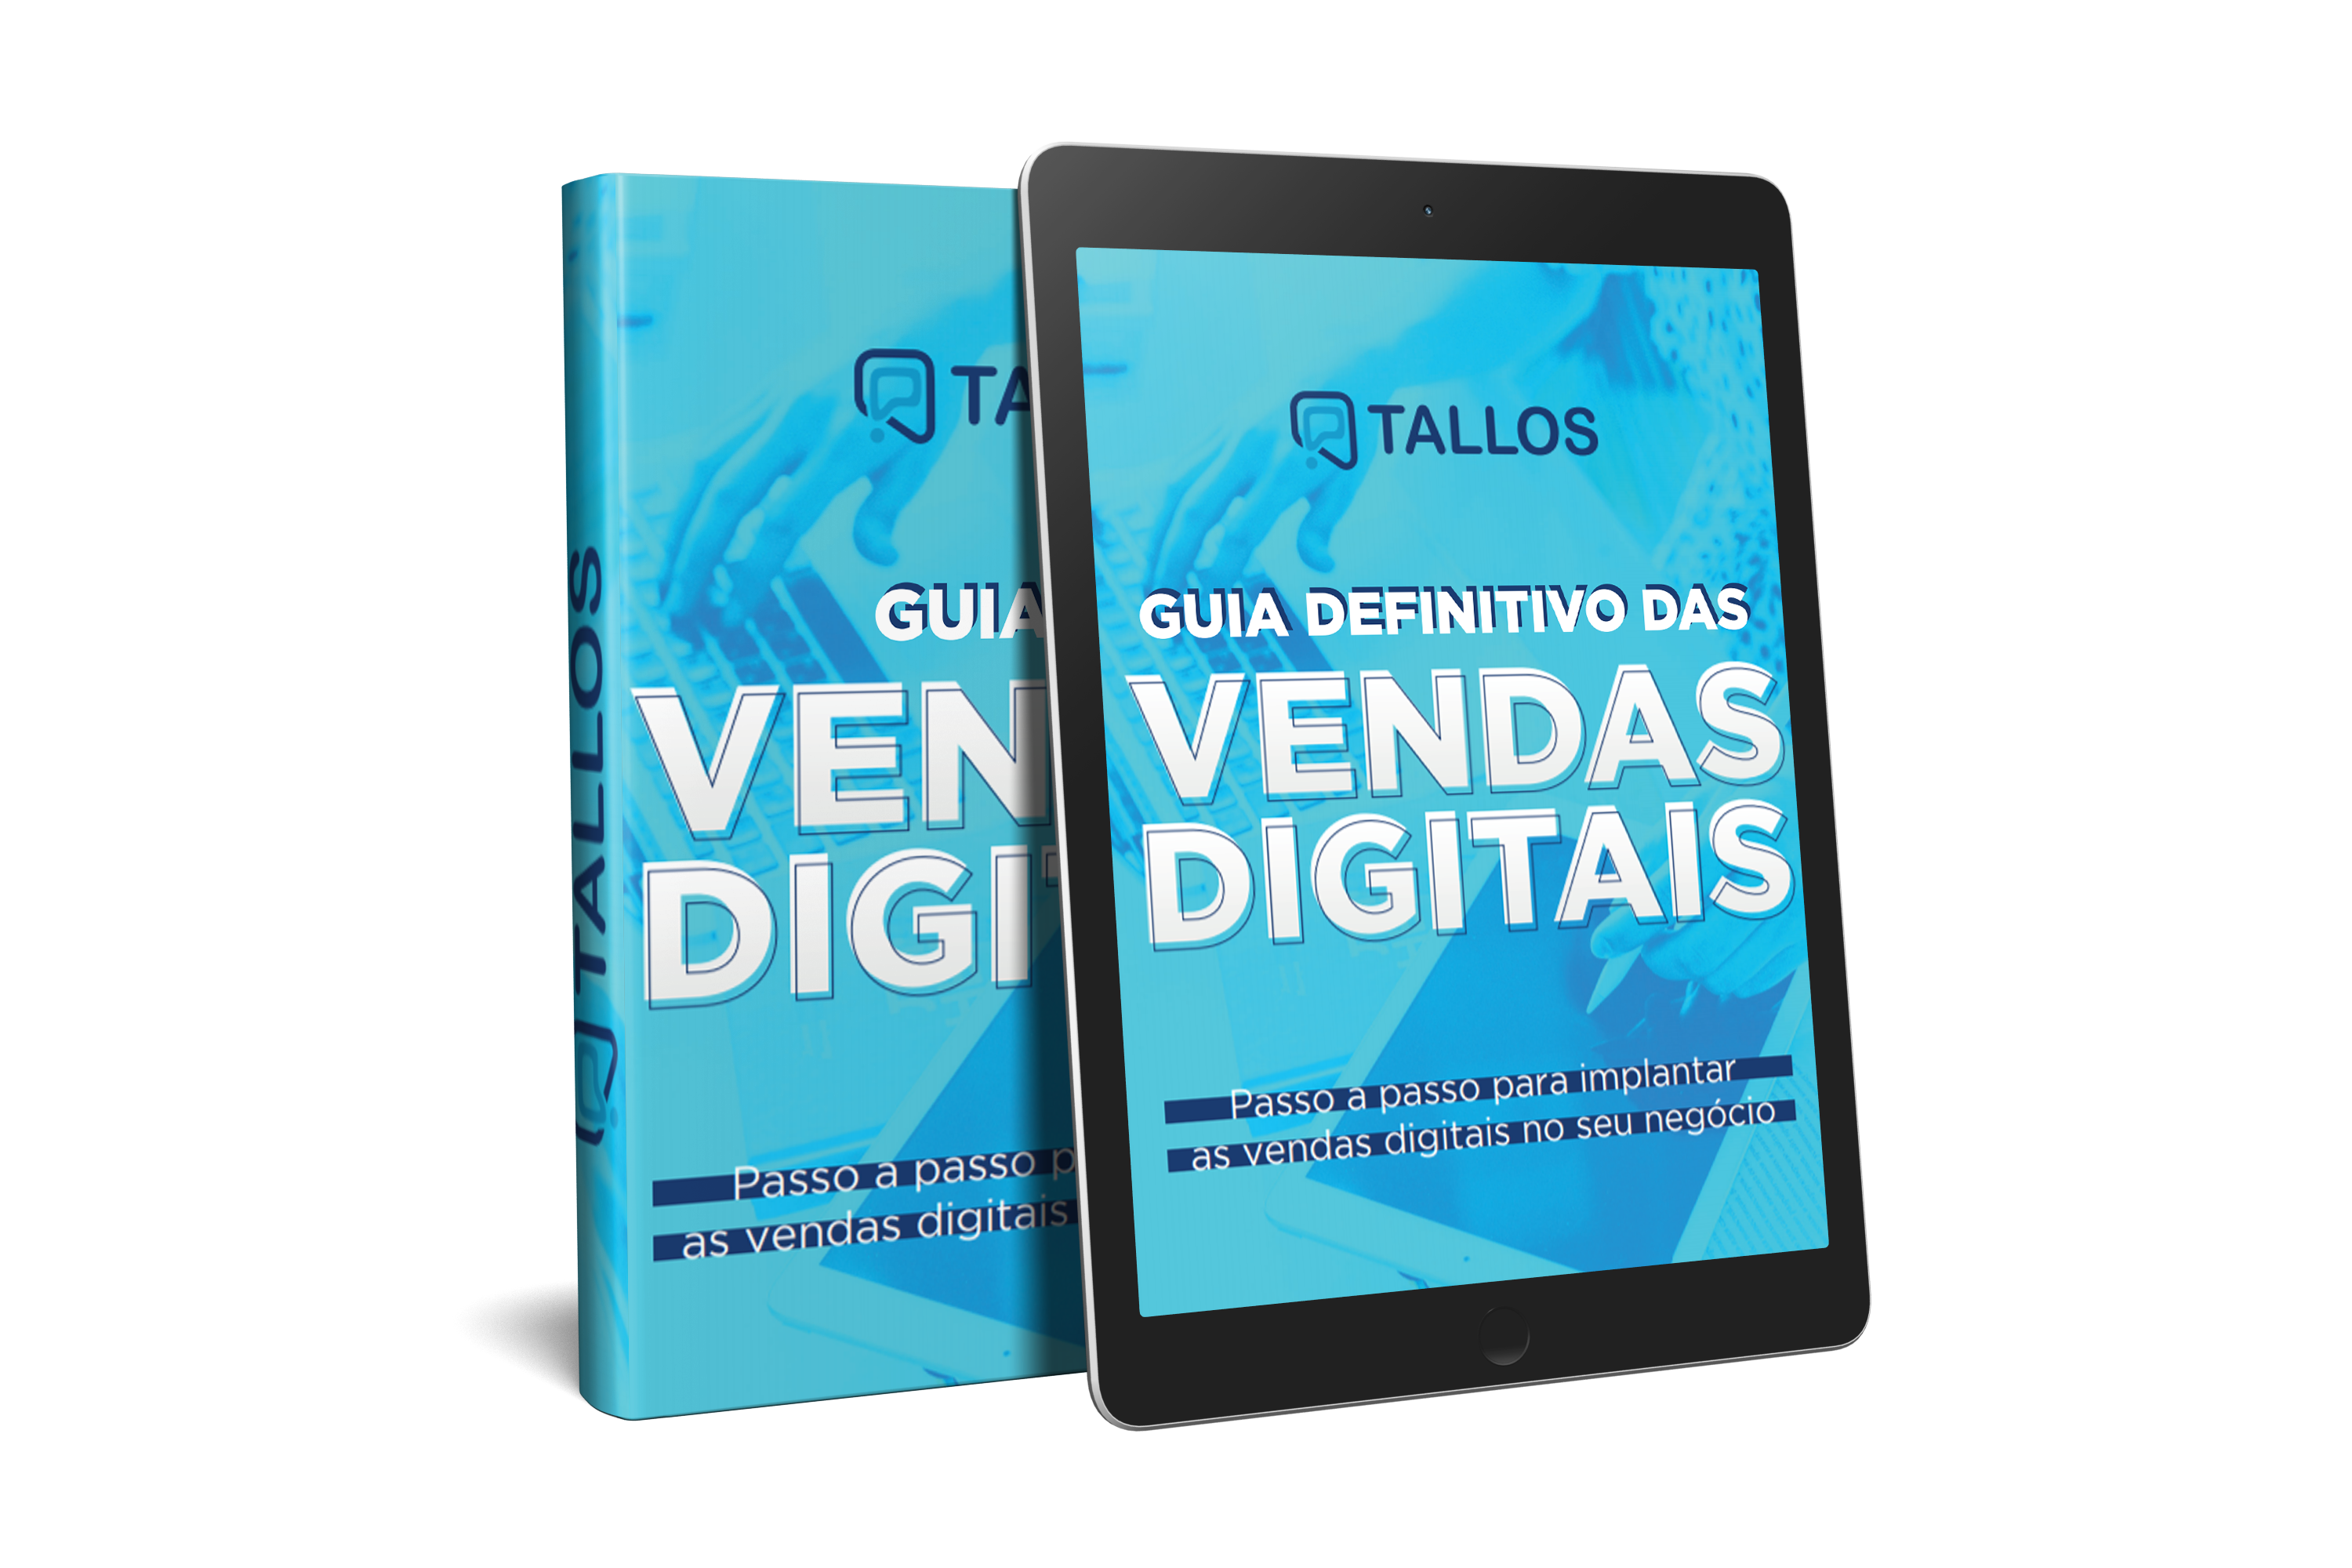 TALLOS
TA
GUIA
VEN
DIGIT
Passo a passo p
as vendas digitais
TALLOS
GUIA DEFINITIVO DAS
VENDAS
DIGITAIS
Passo a passo para implantar
as vendas digitais no seu negócio